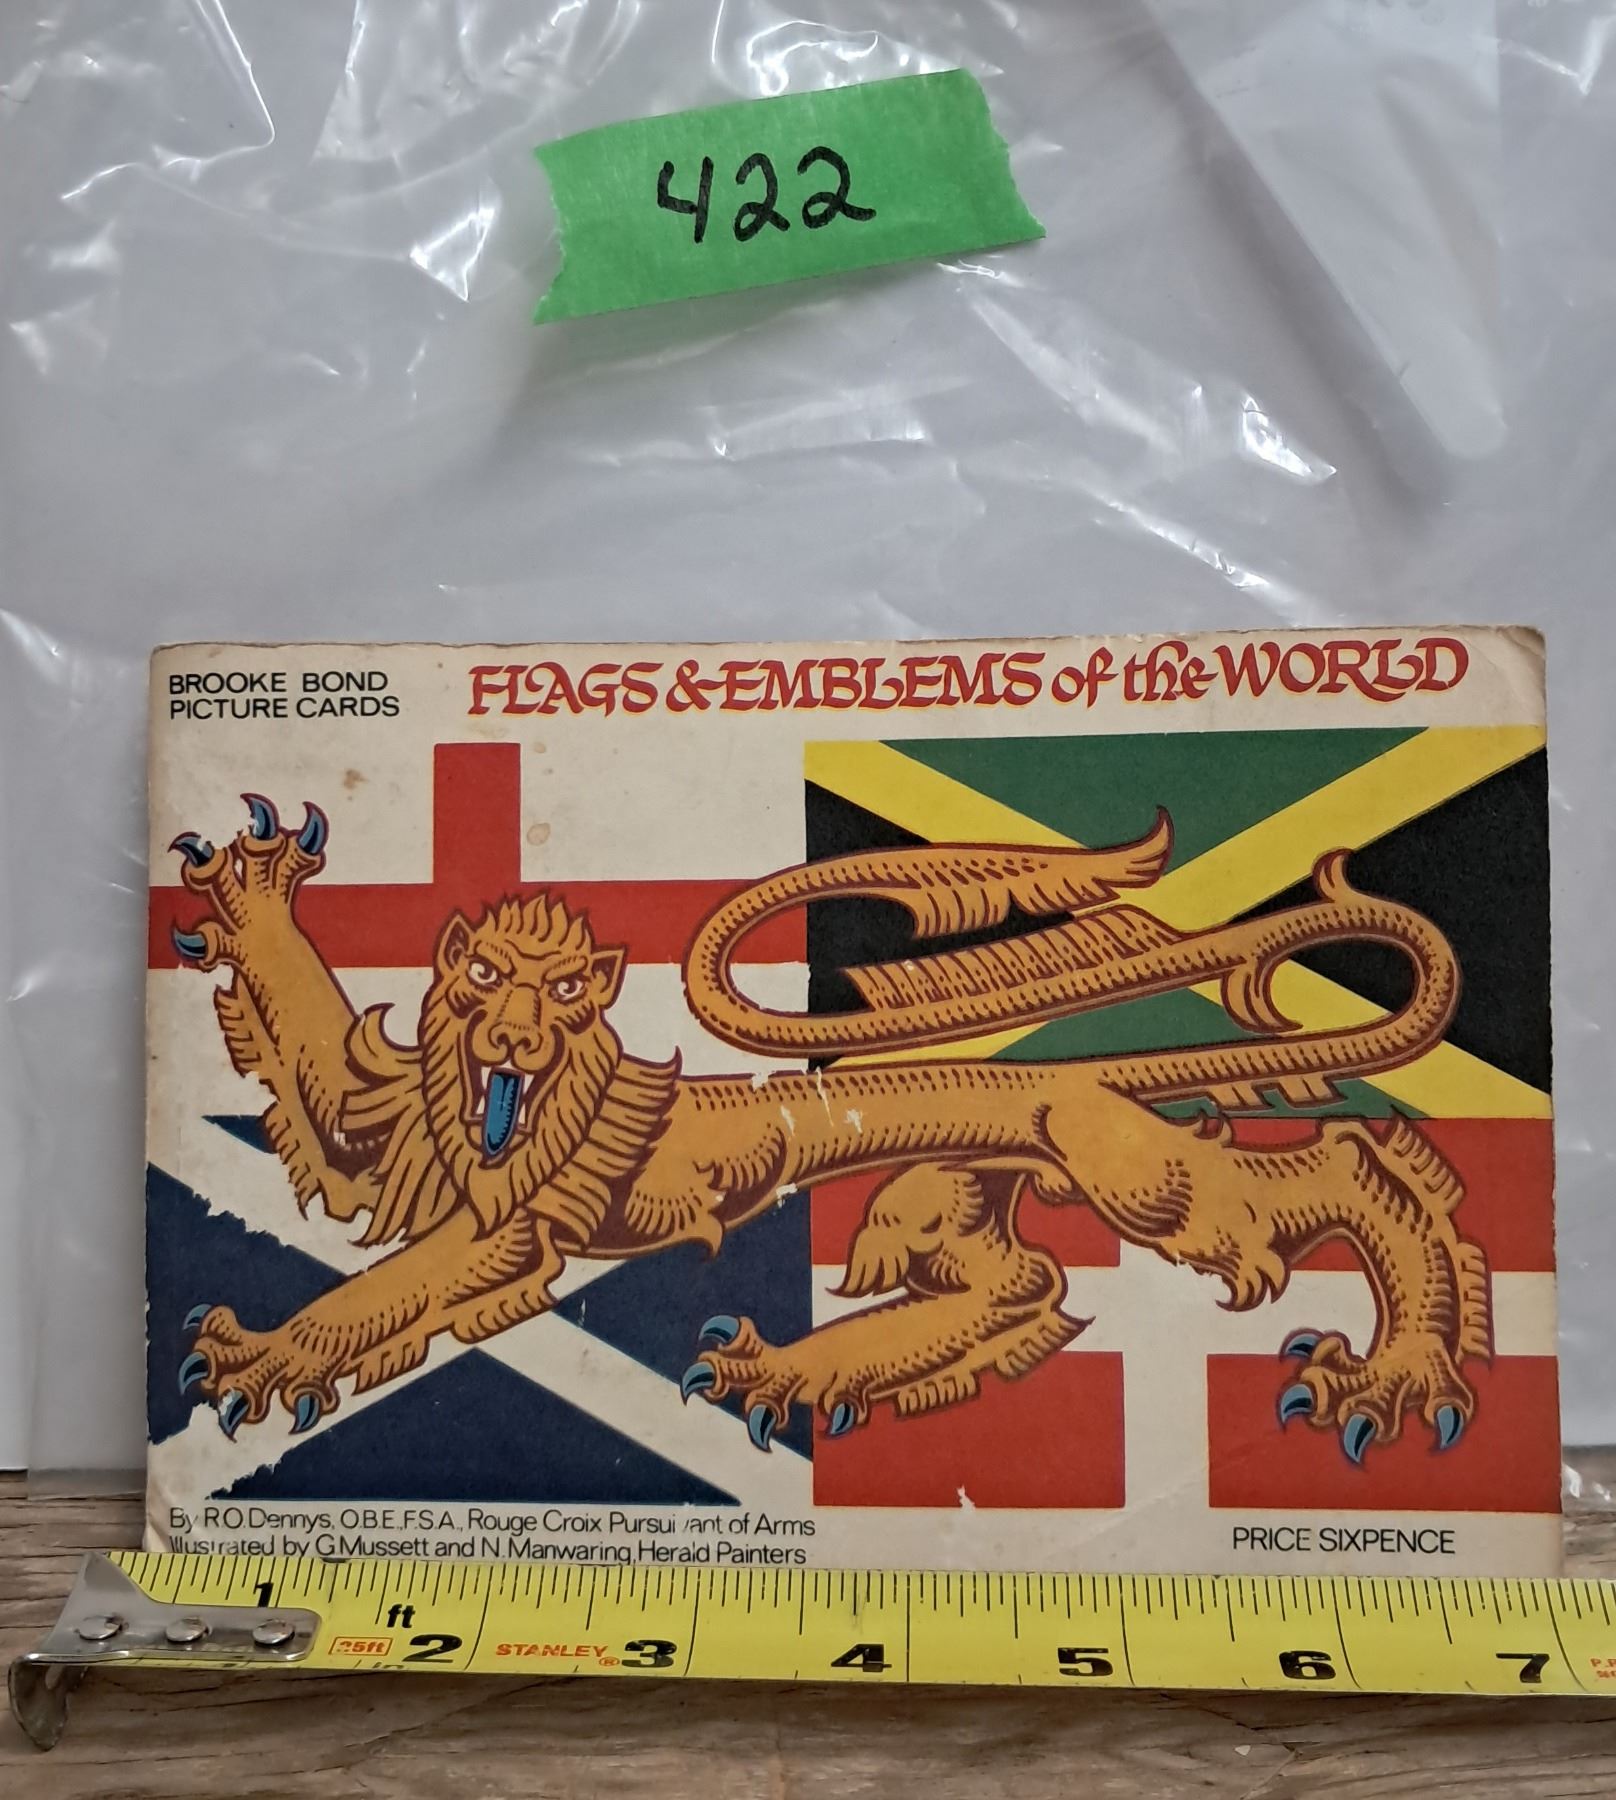 422
BROOKE BOND
PICTURE CARDS
FLAGS & EMBLEMS of the WORLD
By R.O. Dennys, O.B.E., F.S.A., Rouge Croix Pursuivant of Arms
Illustrated by G. Mussett and N. Manwaring, Herald Painters
PRICE SIXPENCE
1 ft 2 STANLEY® 3 4 5 6 7
25ft